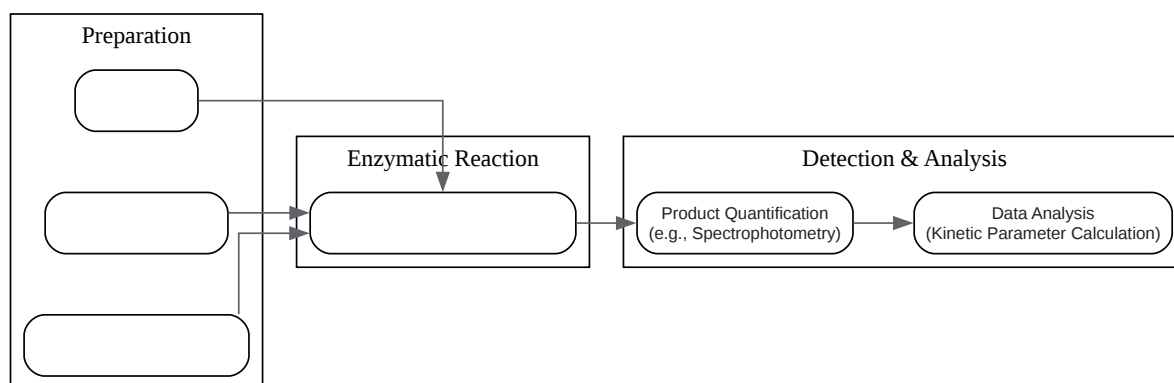 Preparation
Enzymatic Reaction
Detection & Analysis
Product Quantification
(e.g., Spectrophotometry)
Data Analysis
(Kinetic Parameter Calculation)